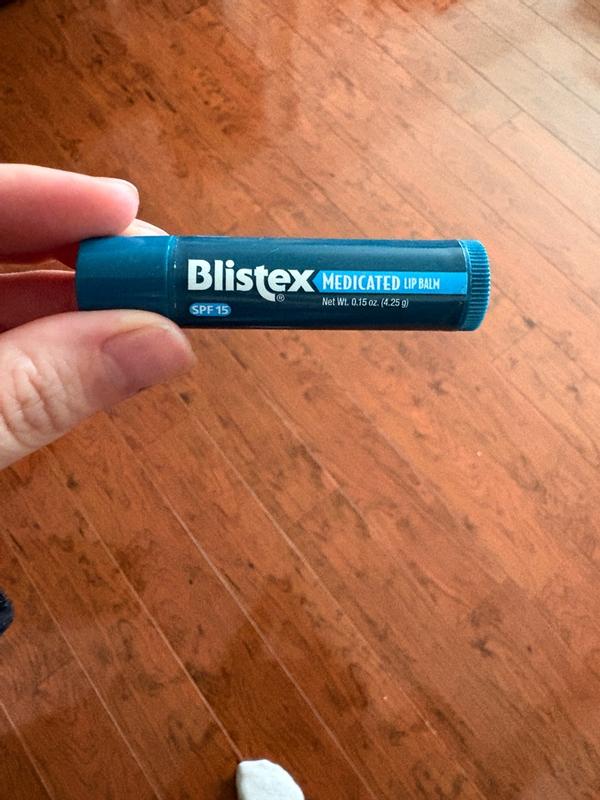 Blistex® MEDICATED LIP BALM
SPF 15 Net Wt. 0.15 oz. (4.25 g)